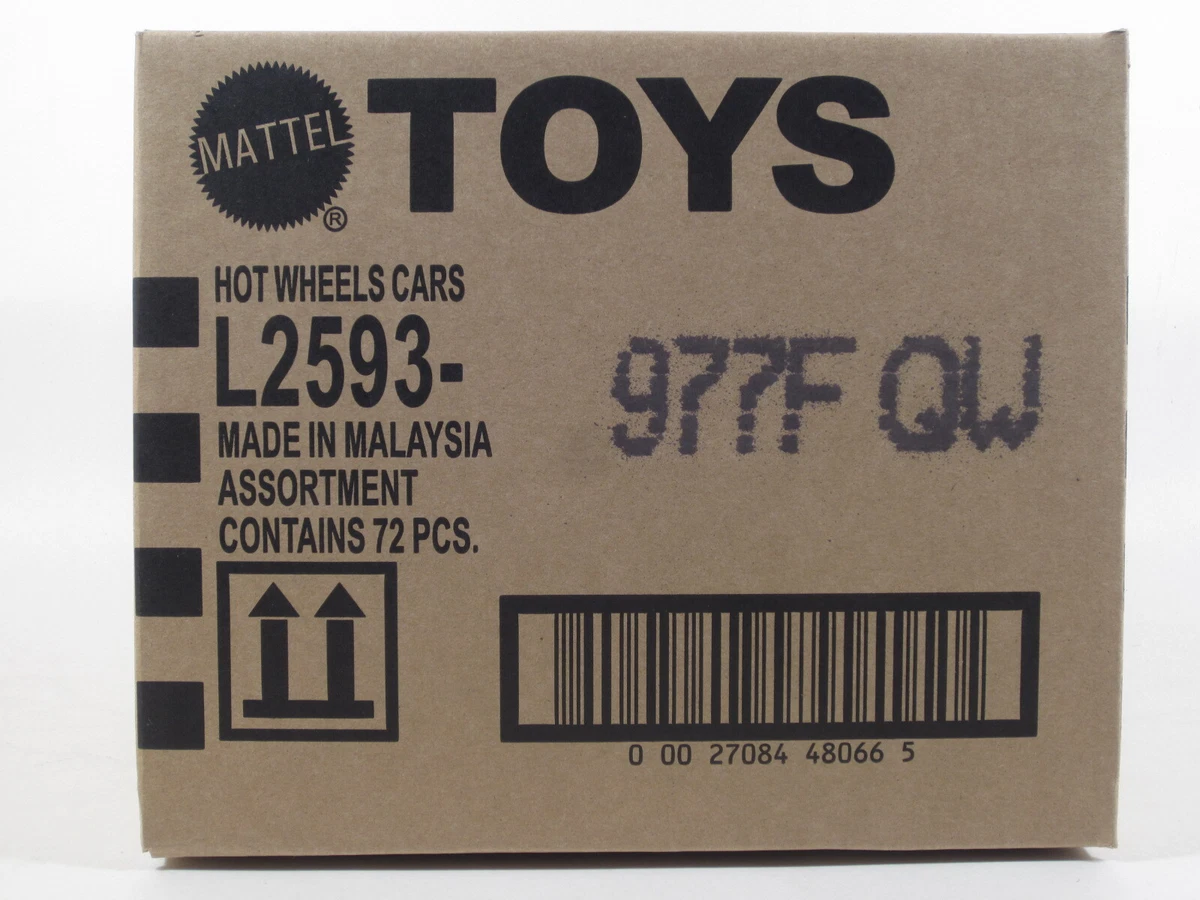 MATTEL ® TOYS
HOT WHEELS CARS
L2593-
977F QW
MADE IN MALAYSIA
ASSORTMENT
CONTAINS 72 PCS.
0 00 27084 48066 5